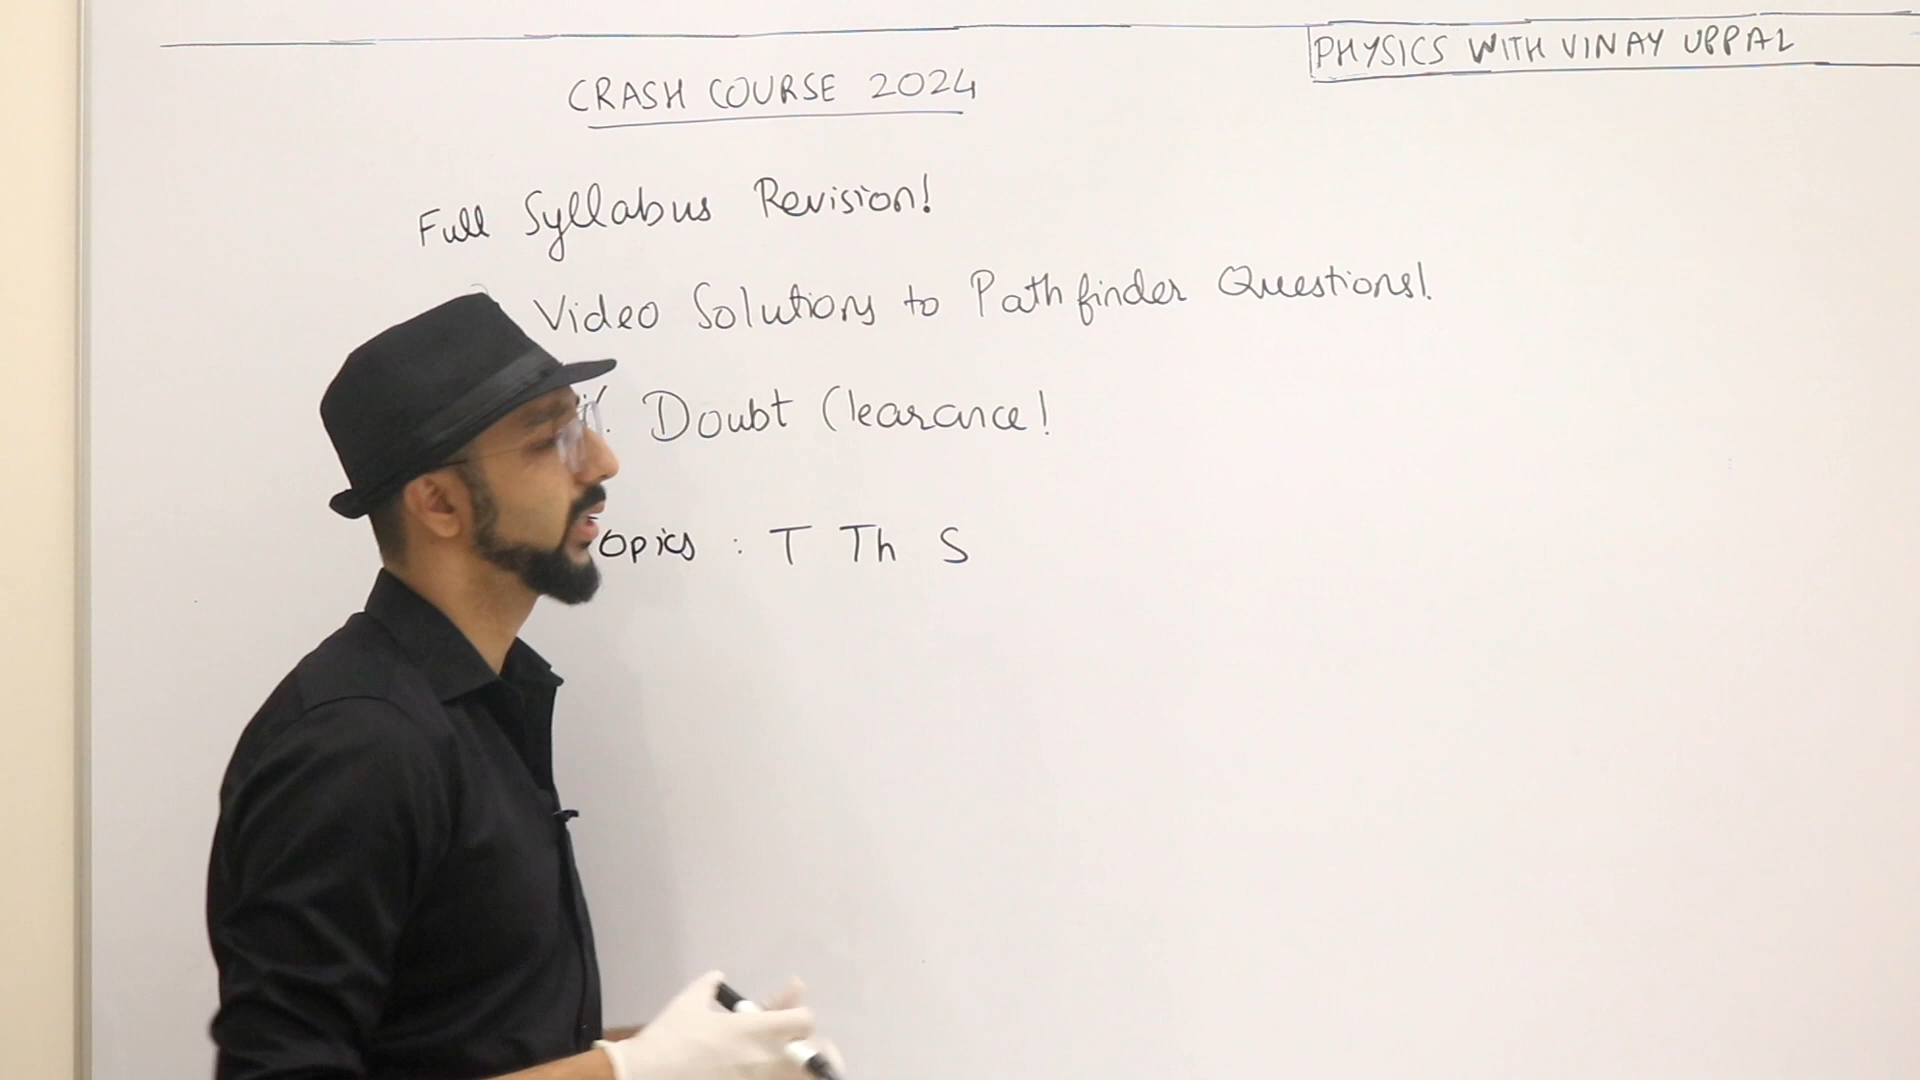 PHYSICS WITH VINAY UPPAL
CRASH COURSE 2024
Full Syllabus Revision!
Video Solutions to Pathfinder Questions!
% Doubt Clearance!
opics : T Th S